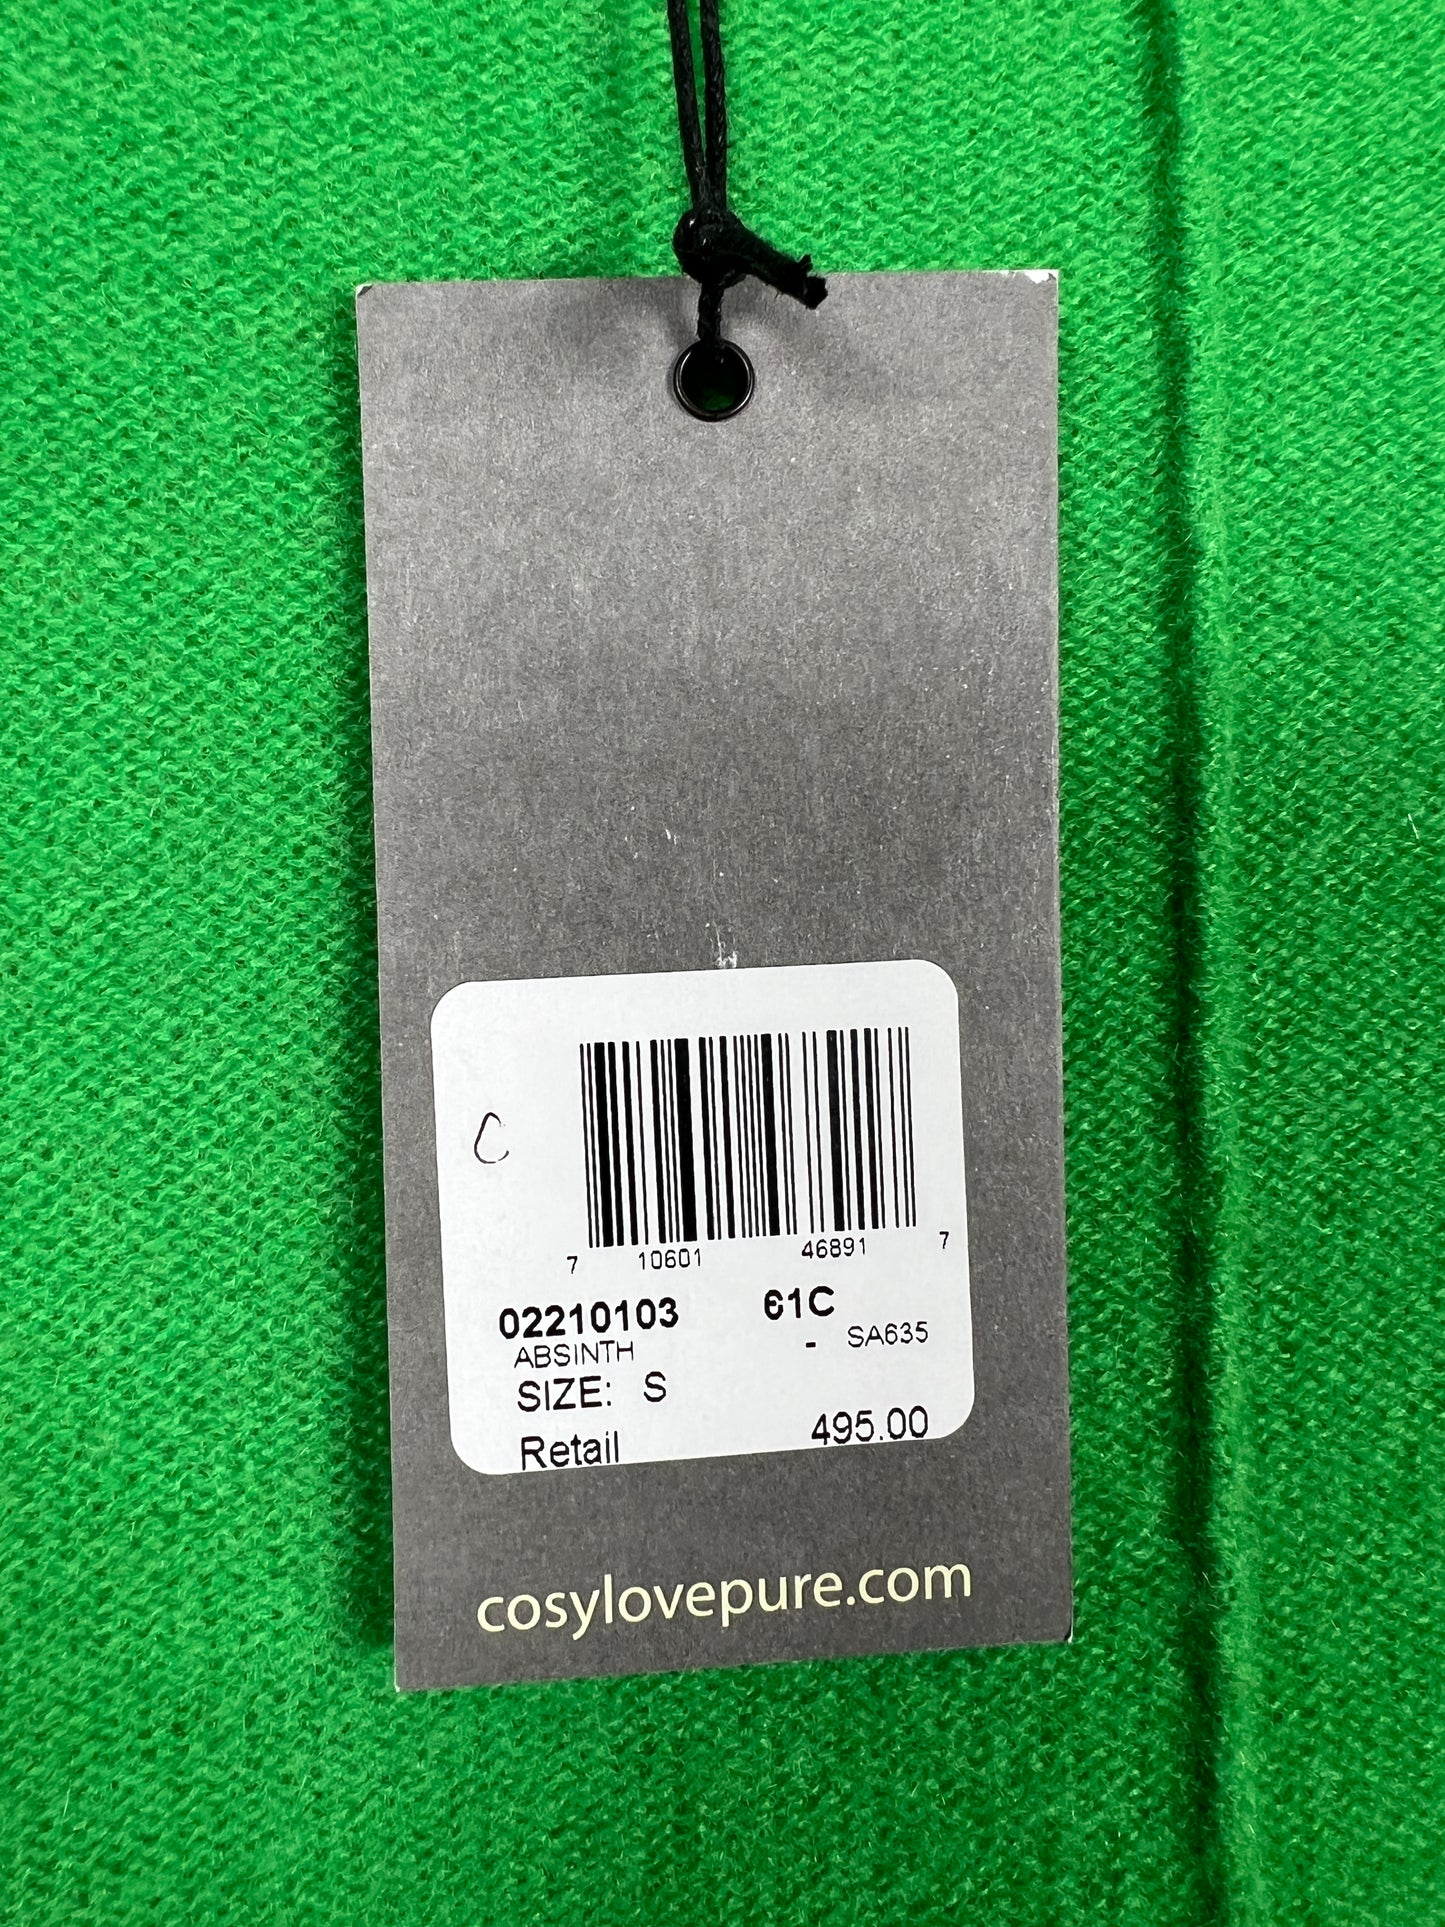 C
7 10601 46891 7
02210103 61C
ABSINTH - SA635
SIZE: S
Retail 495.00
cosylovepure.com